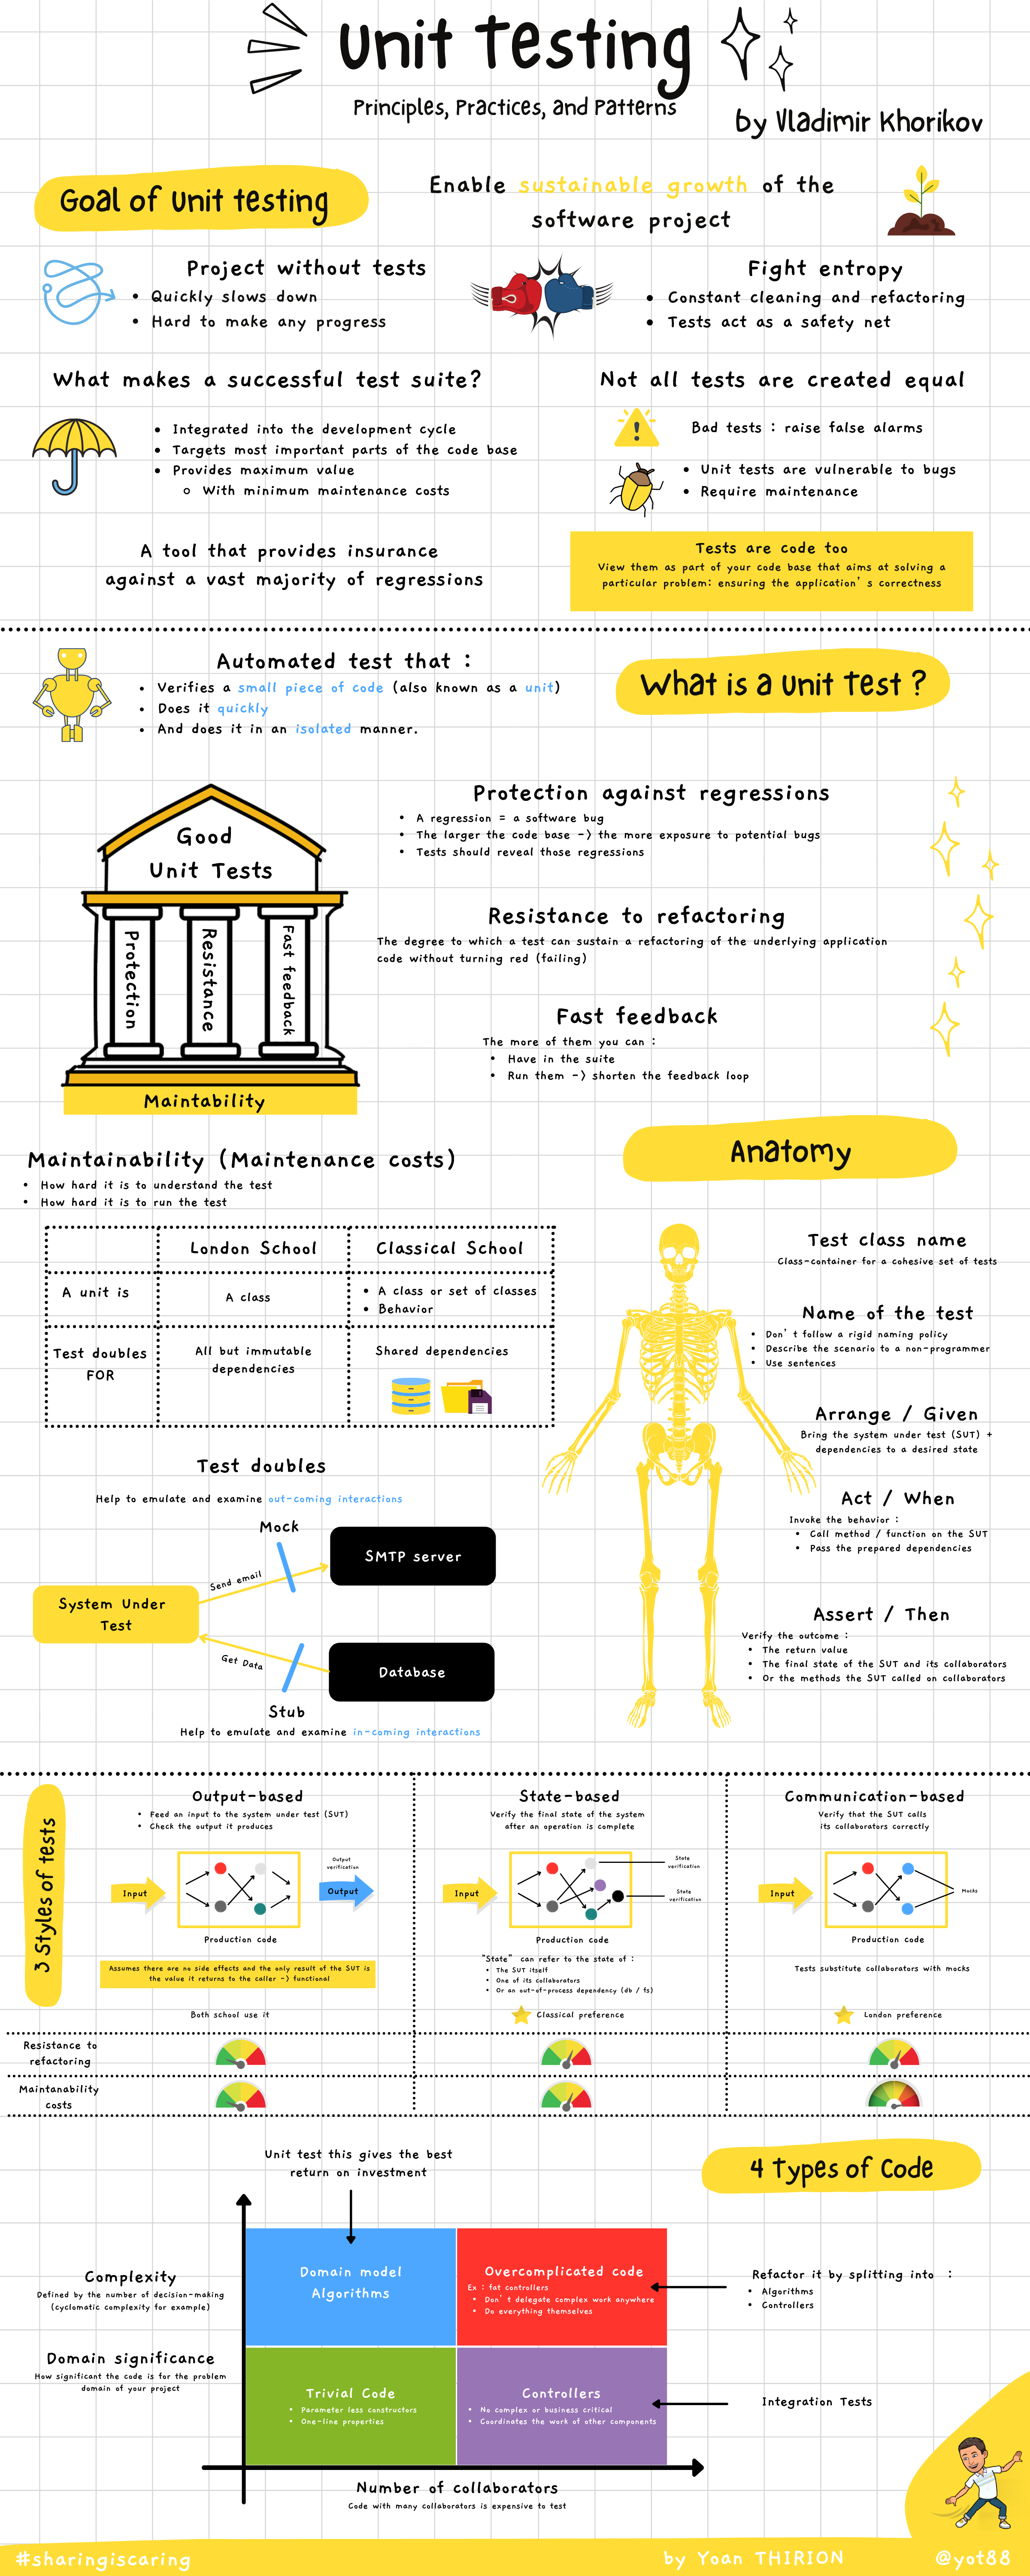 Unit Testing
Principles, Practices, and Patterns
by Vladimir Khorikov
Goal of Unit testing
Enable sustainable growth of the
software project
Project without tests
• Quickly slows down
• Hard to make any progress
Fight entropy
• Constant cleaning and refactoring
• Tests act as a safety net
What makes a successful test suite?
• Integrated into the development cycle
• Targets most important parts of the code base
• Provides maximum value
○ With minimum maintenance costs
A tool that provides insurance
against a vast majority of regressions
Not all tests are created equal
Bad tests : raise false alarms
• Unit tests are vulnerable to bugs
• Require maintenance
Tests are code too
View them as part of your code base that aims at solving a
particular problem: ensuring the application's correctness
Automated test that :
• Verifies a small piece of code (also known as a unit)
• Does it quickly
• And does it in an isolated manner.
What is a Unit Test ?
Good
Unit Tests
Protection
Resistance
Fast feedback
Maintability
Protection against regressions
• A regression = a software bug
• The larger the code base -> the more exposure to potential bugs
• Tests should reveal those regressions
Resistance to refactoring
The degree to which a test can sustain a refactoring of the underlying application
code without turning red (failing)
Fast feedback
The more of them you can :
• Have in the suite
• Run them -> shorten the feedback loop
Maintainability (Maintenance costs)
• How hard it is to understand the test
• How hard it is to run the test
London School
Classical School
A unit is
A class
• A class or set of classes
• Behavior
Test doubles
FOR
All but immutable
dependencies
Shared dependencies
Test doubles
Help to emulate and examine out-coming interactions
Mock
SMTP server
Send email
System Under
Test
Get Data
Database
Stub
Help to emulate and examine in-coming interactions
Anatomy
Test class name
Class-container for a cohesive set of tests
Name of the test
• Don't follow a rigid naming policy
• Describe the scenario to a non-programmer
• Use sentences
Arrange / Given
Bring the system under test (SUT) +
dependencies to a desired state
Act / When
Invoke the behavior :
• Call method / function on the SUT
• Pass the prepared dependencies
Assert / Then
Verify the outcome :
• The return value
• The final state of the SUT and its collaborators
• Or the methods the SUT called on collaborators
3 Styles of tests
Output-based
• Feed an input to the system under test (SUT)
• Check the output it produces
Input
Output
verification
Output
Production code
Assumes there are no side effects and the only result of the SUT is
the value it returns to the caller -> functional
Both school use it
State-based
Verify the final state of the system
after an operation is complete
Input
State
verification
State
verification
Production code
"State" can refer to the state of :
• The SUT itself
• One of its collaborators
• Or an out-of-process dependency (db / fs)
Classical preference
Communication-based
Verify that the SUT calls
its collaborators correctly
Input
Mocks
Production code
Tests substitute collaborators with mocks
London preference
Resistance to
refactoring
Maintanability
costs
Unit test this gives the best
return on investment
4 Types of Code
Complexity
Defined by the number of decision-making
(cyclomatic complexity for example)
Domain significance
How significant the code is for the problem
domain of your project
Domain model
Algorithms
Overcomplicated code
Ex : fat controllers
• Don't delegate complex work anywhere
• Do everything themselves
Refactor it by splitting into :
• Algorithms
• Controllers
Trivial Code
• Parameter less constructors
• One-line properties
Controllers
• No complex or business critical
• Coordinates the work of other components
Integration Tests
Number of collaborators
Code with many collaborators is expensive to test
#sharingiscaring
by Yoan THIRION
@yot88